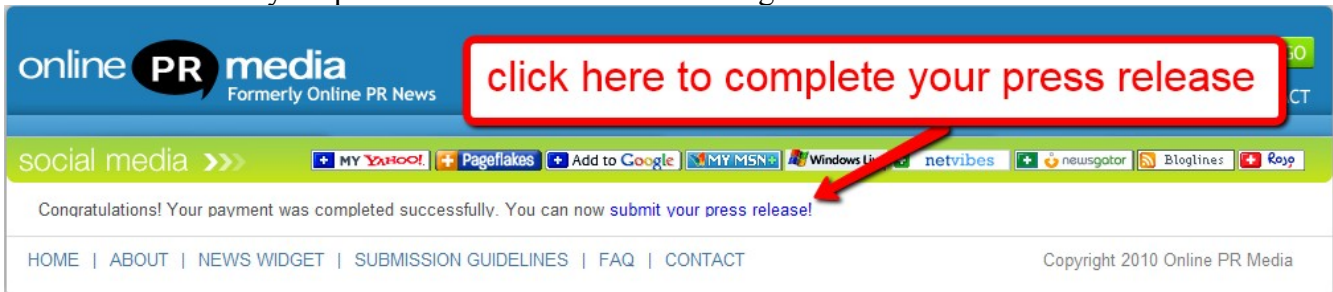 online PR media
Formerly Online PR News
click here to complete your press release
GO
CT
social media >>>
MY YAHOO! Pageflakes Add to Google MY MSN Windows Li netvibes newsgator Bloglines Rojo
Congratulations! Your payment was completed successfully. You can now submit your press release!
HOME | ABOUT | NEWS WIDGET | SUBMISSION GUIDELINES | FAQ | CONTACT
Copyright 2010 Online PR Media